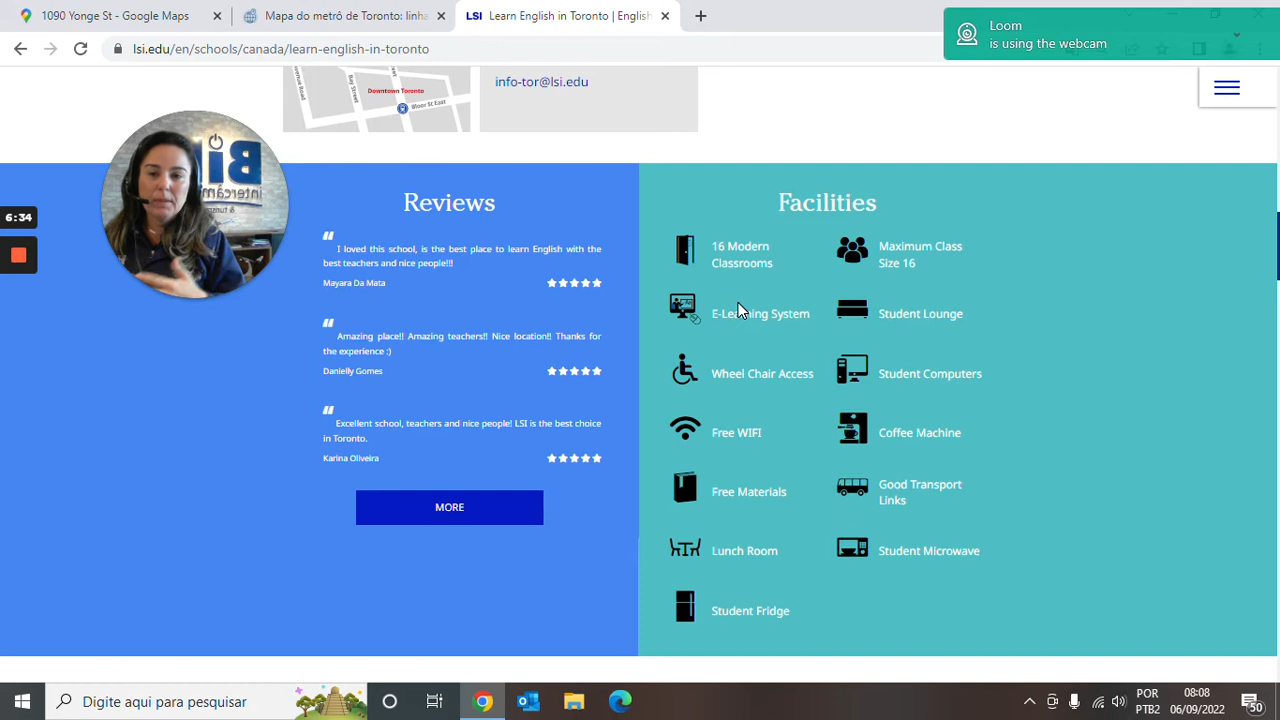 1090 Yonge St - Google Maps
Mapa do metrô de Toronto: linha
LSI Learn English in Toronto | English
Loom
is using the webcam
lsi.edu/en/schools/canada/learn-english-in-toronto
Downtown Toronto
Bloor St East
Bay Street
info-tor@lsi.edu
6:34
Reviews
I loved this school, is the best place to learn English with the
best teachers and nice people!!!
Mayara Da Mata
Amazing place!! Amazing teachers!! Nice location!! Thanks for
the experience :)
Danielly Gomes
Excellent school, teachers and nice people! LSI is the best choice
in Toronto.
Karina Oliveira
MORE
Facilities
16 Modern
Classrooms
Maximum Class
Size 16
E-Learning System
Student Lounge
Wheel Chair Access
Student Computers
Free WIFI
Coffee Machine
Free Materials
Good Transport
Links
Lunch Room
Student Microwave
Student Fridge
Digite aqui para pesquisar
POR
PTB2
08:08
06/09/2022
50